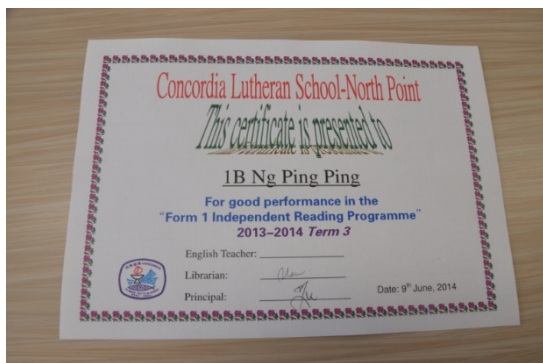 Concordia Lutheran School-North Point
This certificate is presented to
1B Ng Ping Ping
For good performance in the
"Form 1 Independent Reading Programme"
2013–2014 Term 3
English Teacher:
Librarian:
Principal:
Date: 9th June, 2014